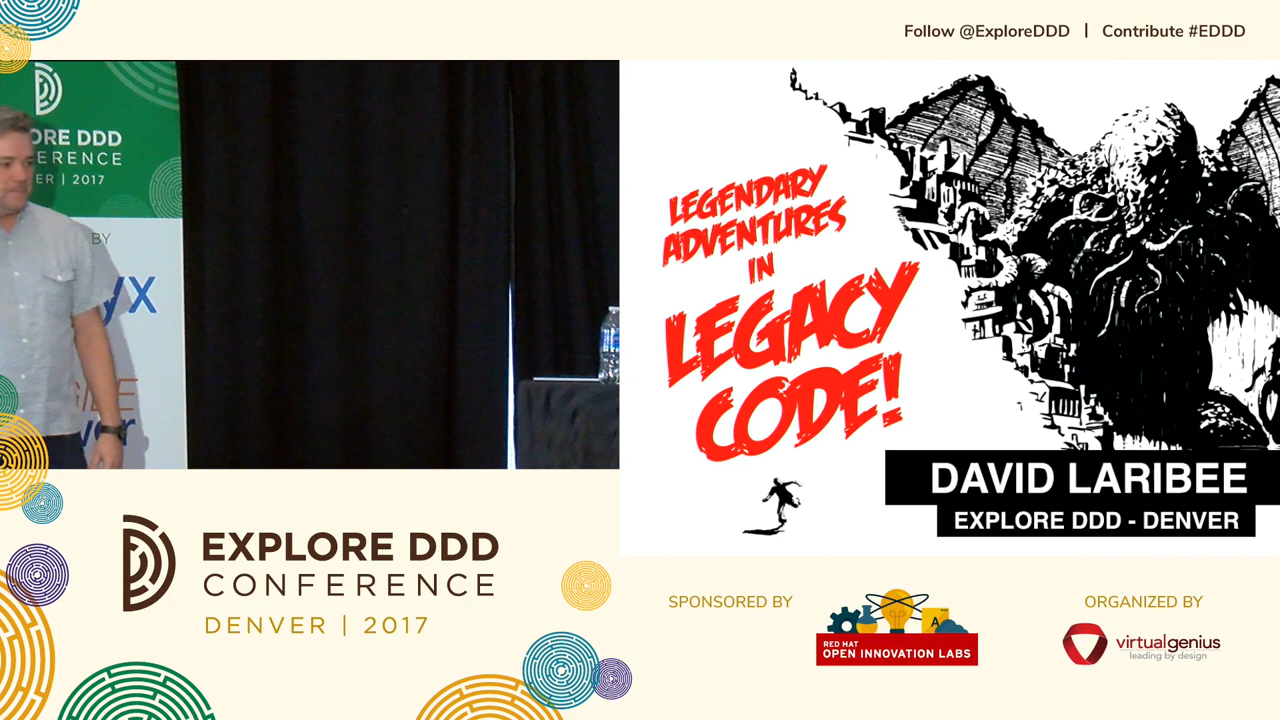 Follow @ExploreDDD | Contribute #EDDD
ORE DDD
ERENCE
ER | 2017
BY
yx
LEGENDARY
ADVENTURES
IN
LEGACY
CODE!
DAVID LARIBEE
EXPLORE DDD - DENVER
EXPLORE DDD
CONFERENCE
DENVER | 2017
SPONSORED BY
RED HAT
OPEN INNOVATION LABS
ORGANIZED BY
virtualgenius
leading by design